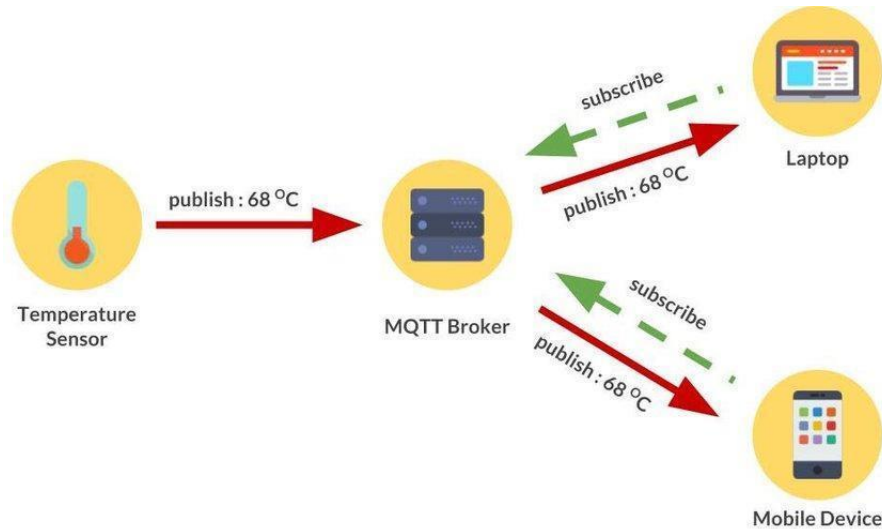 subscribe
Laptop
publish : 68 °C
publish : 68 °C
Temperature
Sensor
MQTT Broker
subscribe
publish : 68 °C
Mobile Device